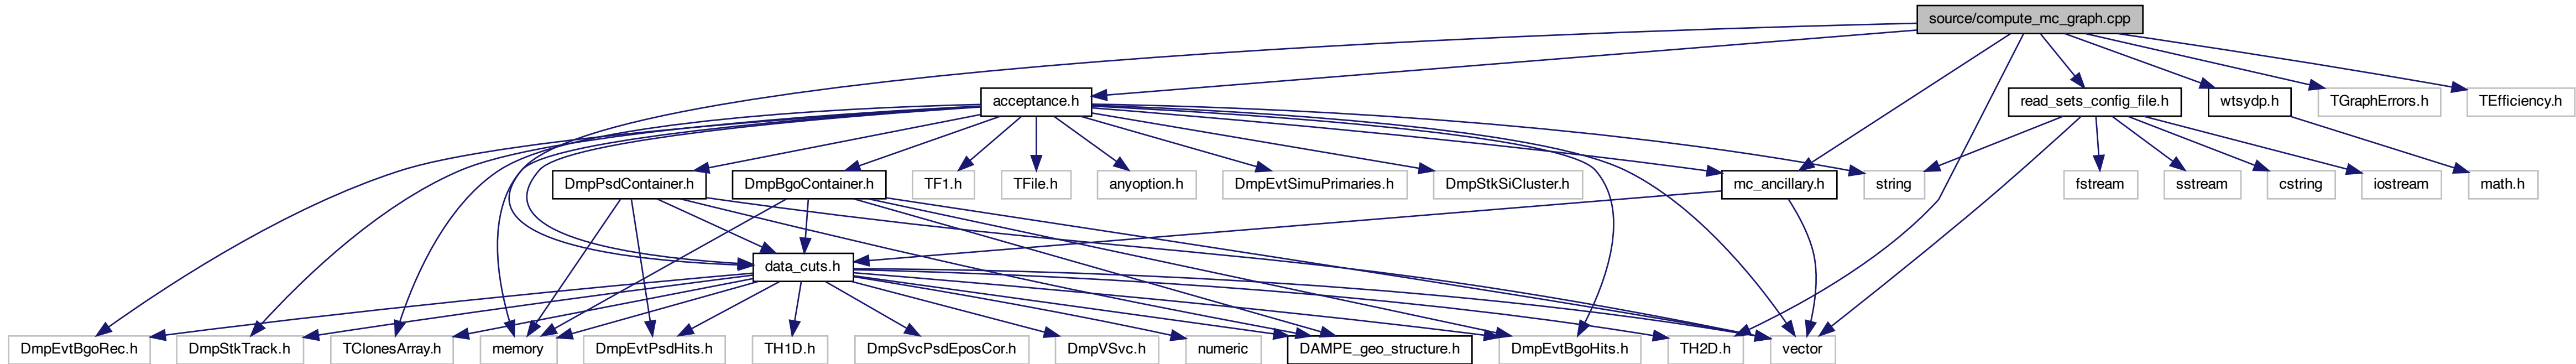 source/compute_mc_graph.cpp
acceptance.h
read_sets_config_file.h
wtsydp.h
TGraphErrors.h
TEfficiency.h
DmpPsdContainer.h
DmpBgoContainer.h
TF1.h
TFile.h
anyoption.h
DmpEvtSimuPrimaries.h
DmpStkSiCluster.h
mc_ancillary.h
string
fstream
sstream
cstring
iostream
math.h
data_cuts.h
DmpEvtBgoRec.h
DmpStkTrack.h
TClonesArray.h
memory
DmpEvtPsdHits.h
TH1D.h
DmpSvcPsdEposCor.h
DmpVSvc.h
numeric
DAMPE_geo_structure.h
DmpEvtBgoHits.h
TH2D.h
vector